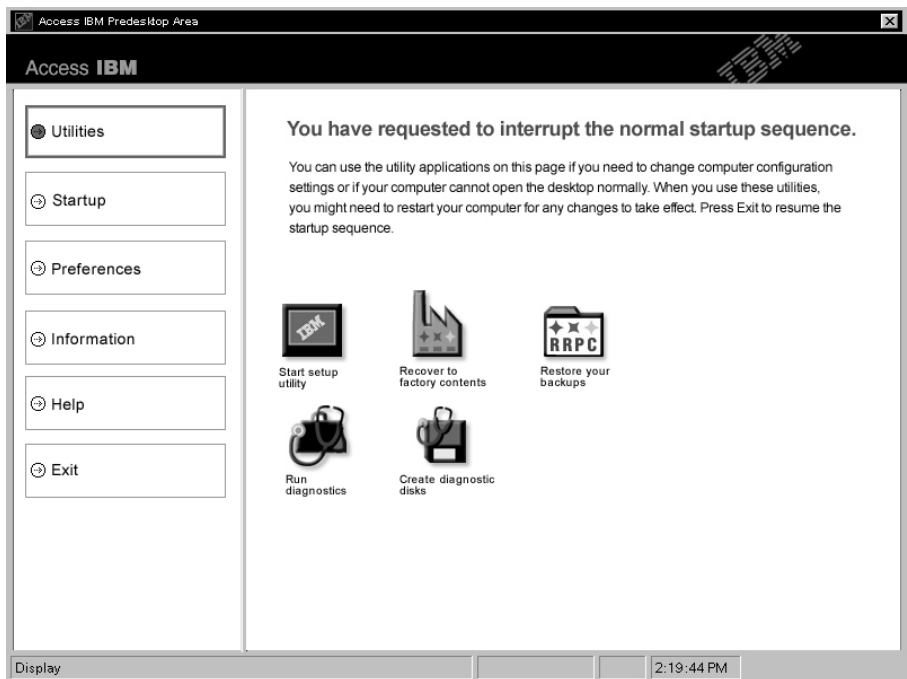 Access IBM Predesktop Area
Access IBM
IBM
Utilities
Startup
Preferences
Information
Help
Exit
You have requested to interrupt the normal startup sequence.
You can use the utility applications on this page if you need to change computer configuration
settings or if your computer cannot open the desktop normally. When you use these utilities,
you might need to restart your computer for any changes to take effect. Press Exit to resume the
startup sequence.
IBM
Start setup
utility
Recover to
factory contents
RRPC
Restore your
backups
Run
diagnostics
Create diagnostic
disks
Display
2:19:44 PM